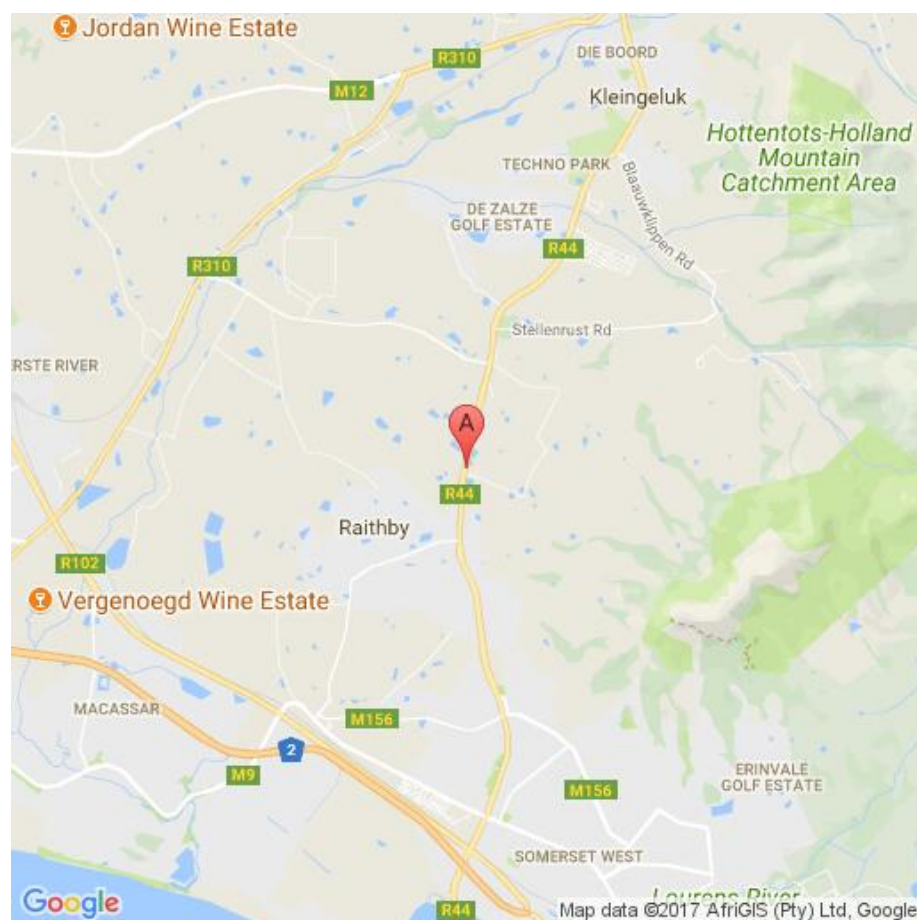 Jordan Wine Estate
R310
DIE BOORD
M12
Kleingeluk
Hottentots-Holland
Mountain
Catchment Area
TECHNO PARK
Blaauwklippen Rd
DE ZALZE
GOLF ESTATE
R44
R310
Stellenrust Rd
ERSTE RIVER
A
R44
Raithby
R102
Vergenoegd Wine Estate
MACASSAR
M156
2
M9
ERINVALE
GOLF ESTATE
M156
SOMERSET WEST
Lourens River
Google
R44
Map data ©2017 AfriGIS (Pty) Ltd, Google